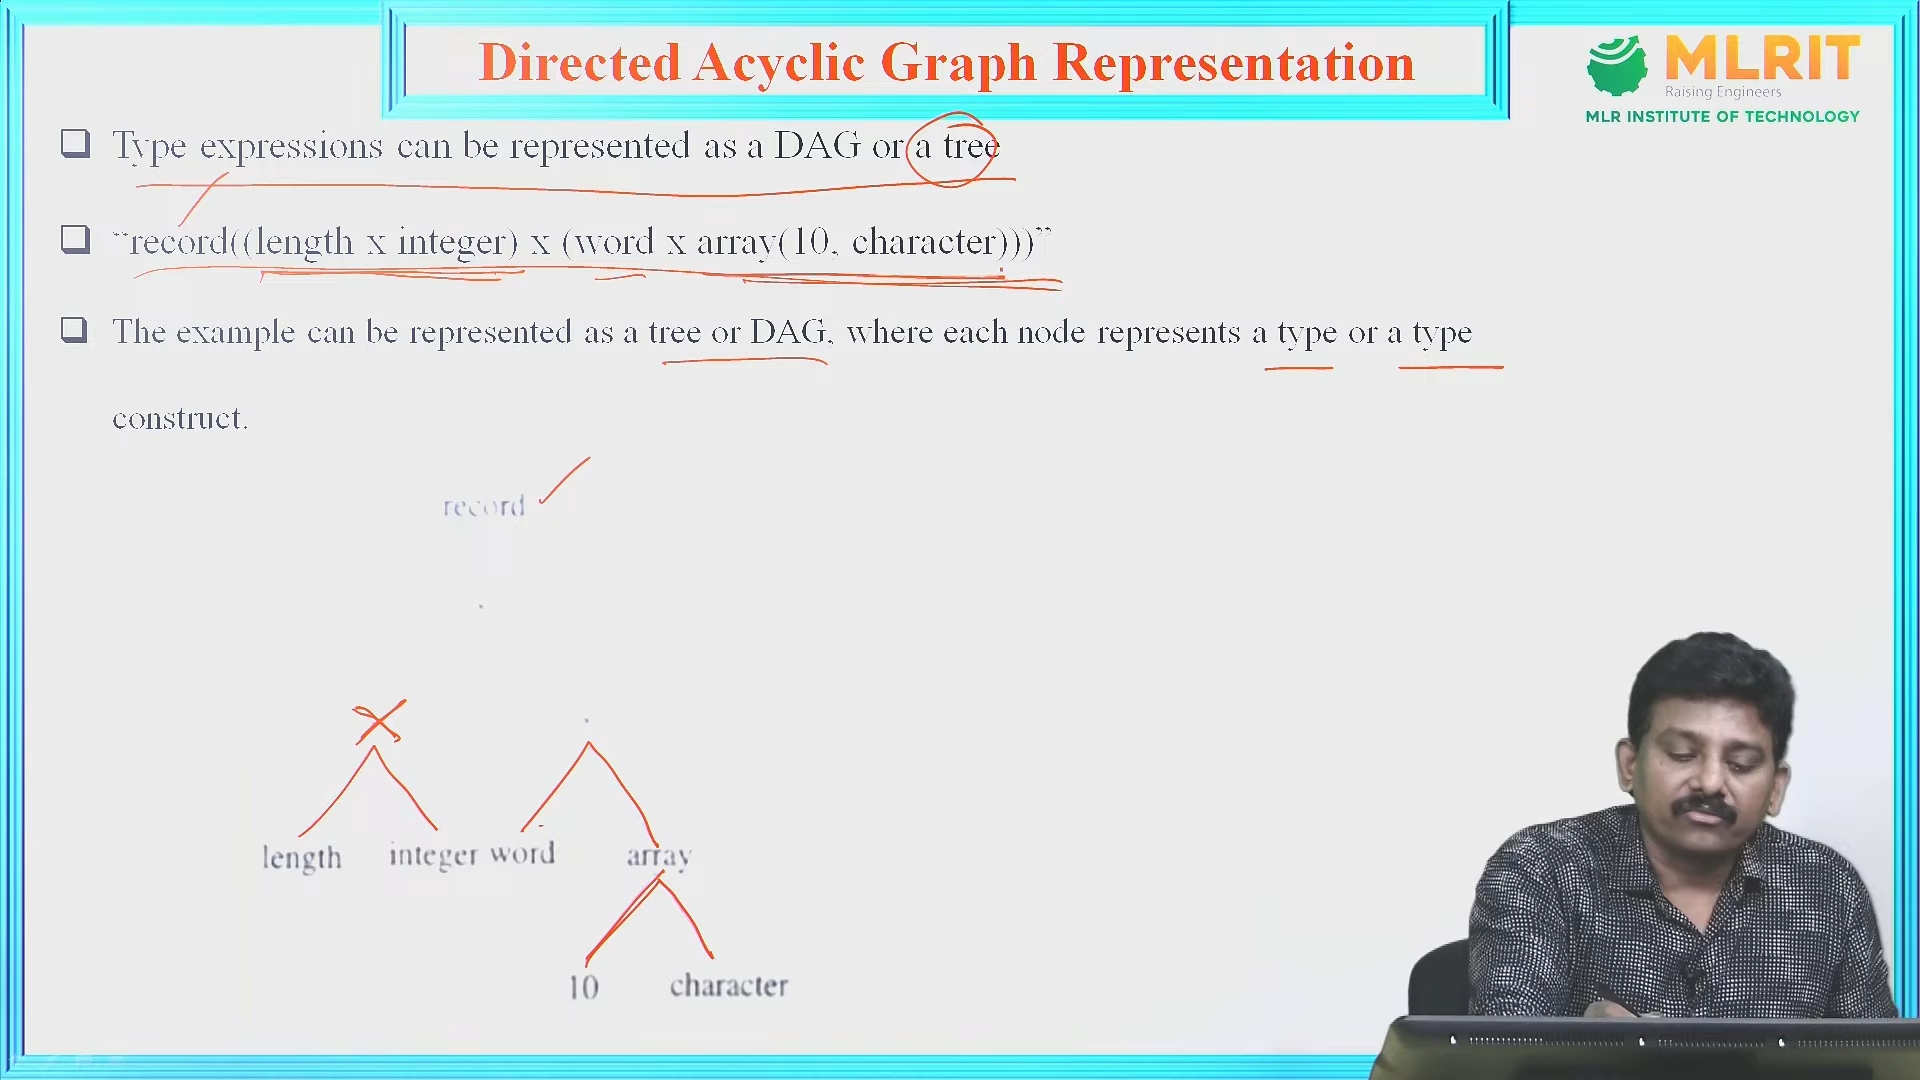 Directed Acyclic Graph Representation
MLRIT
Raising Engineers
MLR INSTITUTE OF TECHNOLOGY
Type expressions can be represented as a DAG or a tree
“record((length x integer) x (word x array(10, character)))”
The example can be represented as a tree or DAG, where each node represents a type or a type
construct.
record
X
length integer word array
10 character